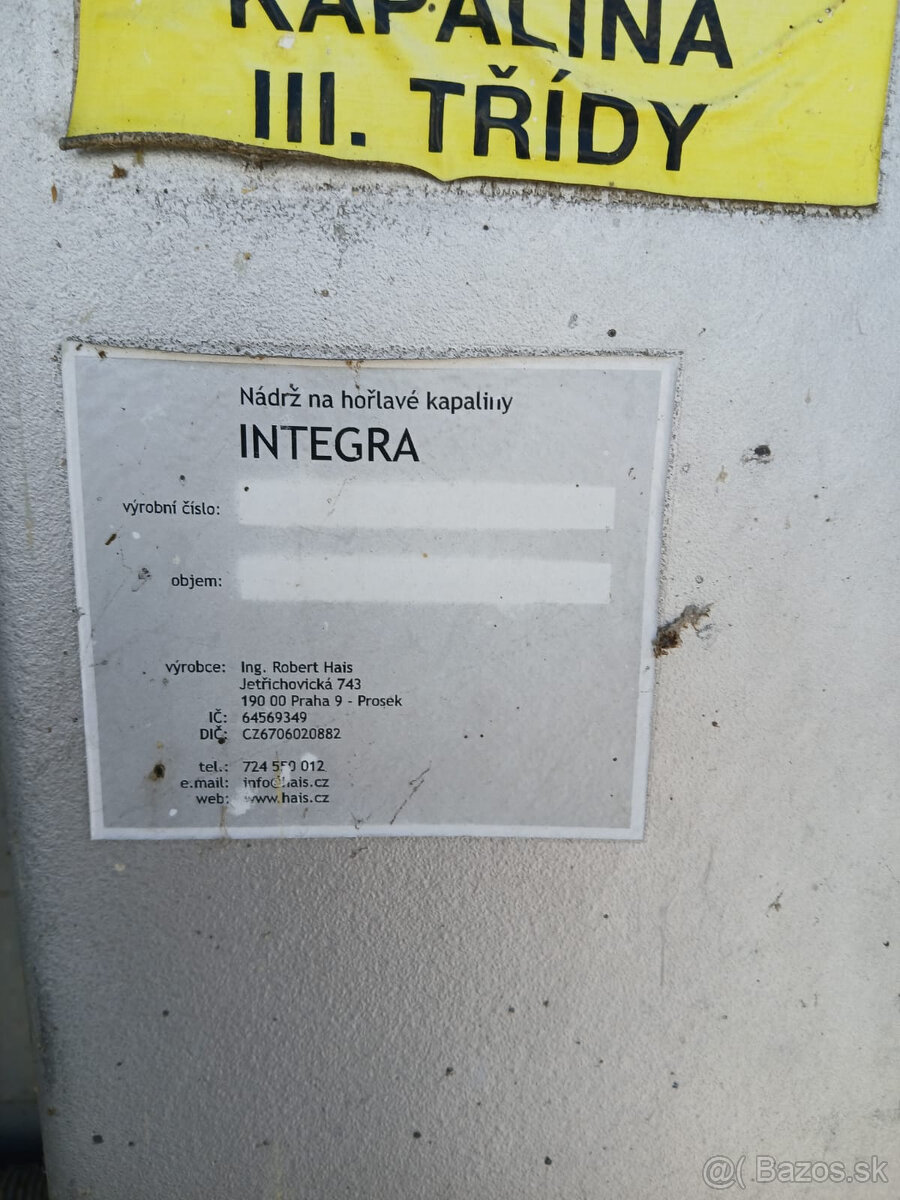 KAPALINA
III. TŘÍDY
Nádrž na hořlavé kapaliny
INTEGRA
výrobní číslo:
objem:
výrobce: Ing. Robert Hais
Jetřichovická 743
190 00 Praha 9 - Prosek
IČ: 64569349
DIČ: CZ6706020882
tel.: 724 550 012
e.mail: info@hais.cz
web: www.hais.cz
@( Bazos.sk